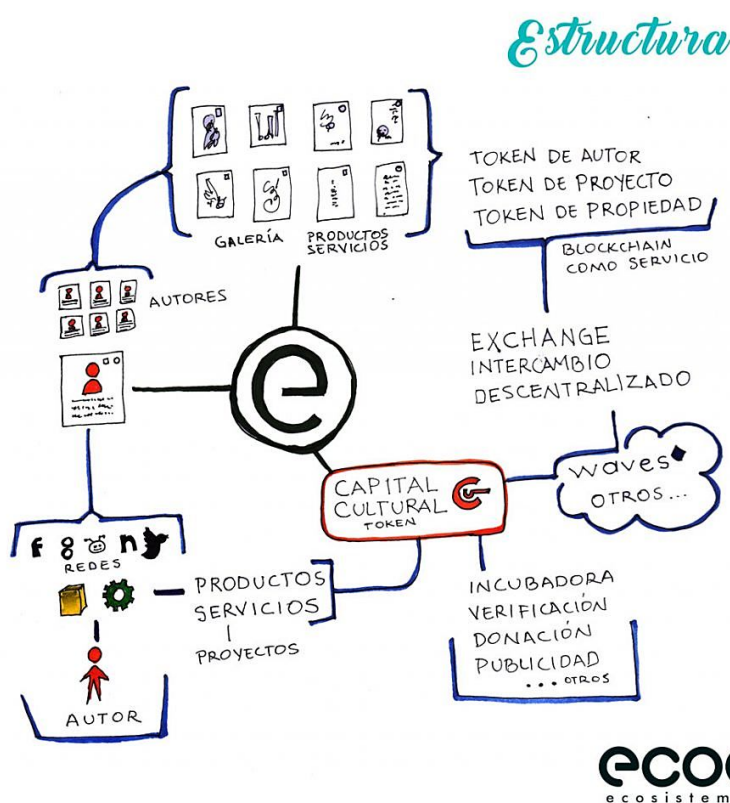 Estructura
GALERÍA
PRODUCTOS
SERVICIOS
AUTORES
TOKEN DE AUTOR
TOKEN DE PROYECTO
TOKEN DE PROPIEDAD
BLOCKCHAIN
COMO SERVICIO
EXCHANGE
INTERCAMBIO
DESCENTRALIZADO
e
waves
OTROS...
CAPITAL
CULTURAL
TOKEN
REDES
PRODUCTOS
SERVICIOS
PROYECTOS
AUTOR
INCUBADORA
VERIFICACIÓN
DONACIÓN
PUBLICIDAD
... OTROS